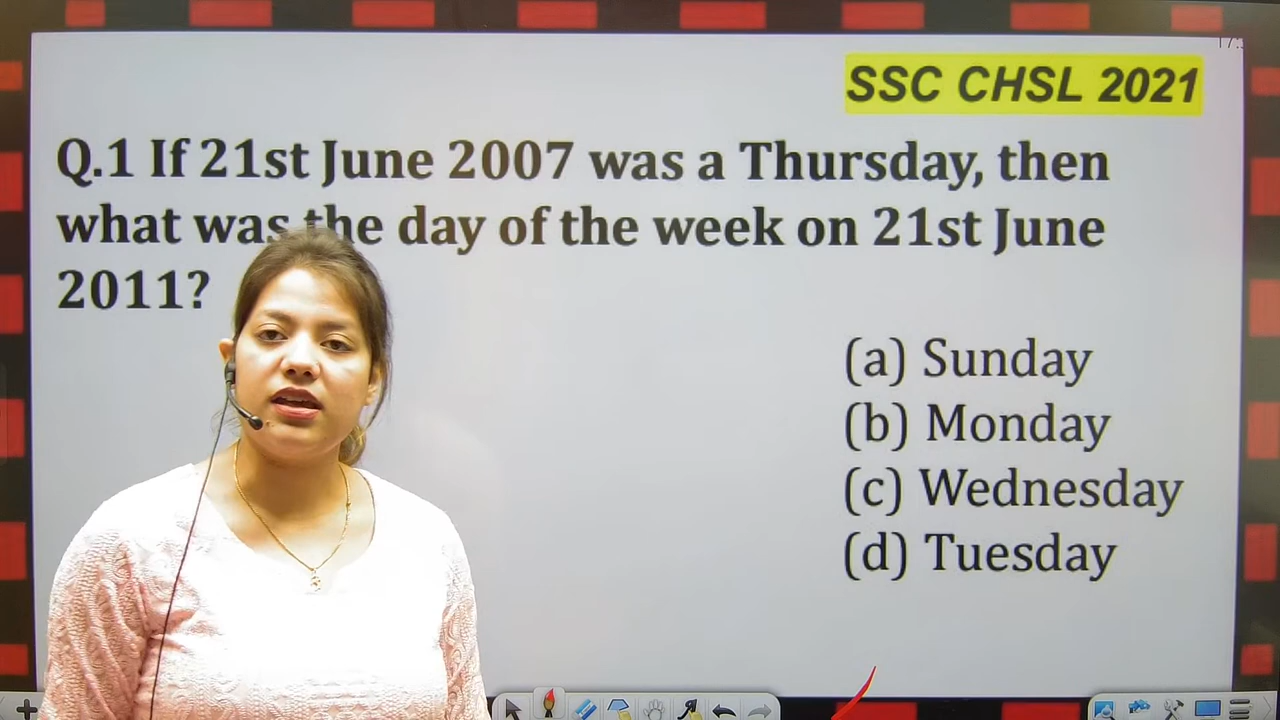 SSC CHSL 2021
Q.1 If 21st June 2007 was a Thursday, then
what was the day of the week on 21st June
2011?
(a) Sunday
(b) Monday
(c) Wednesday
(d) Tuesday